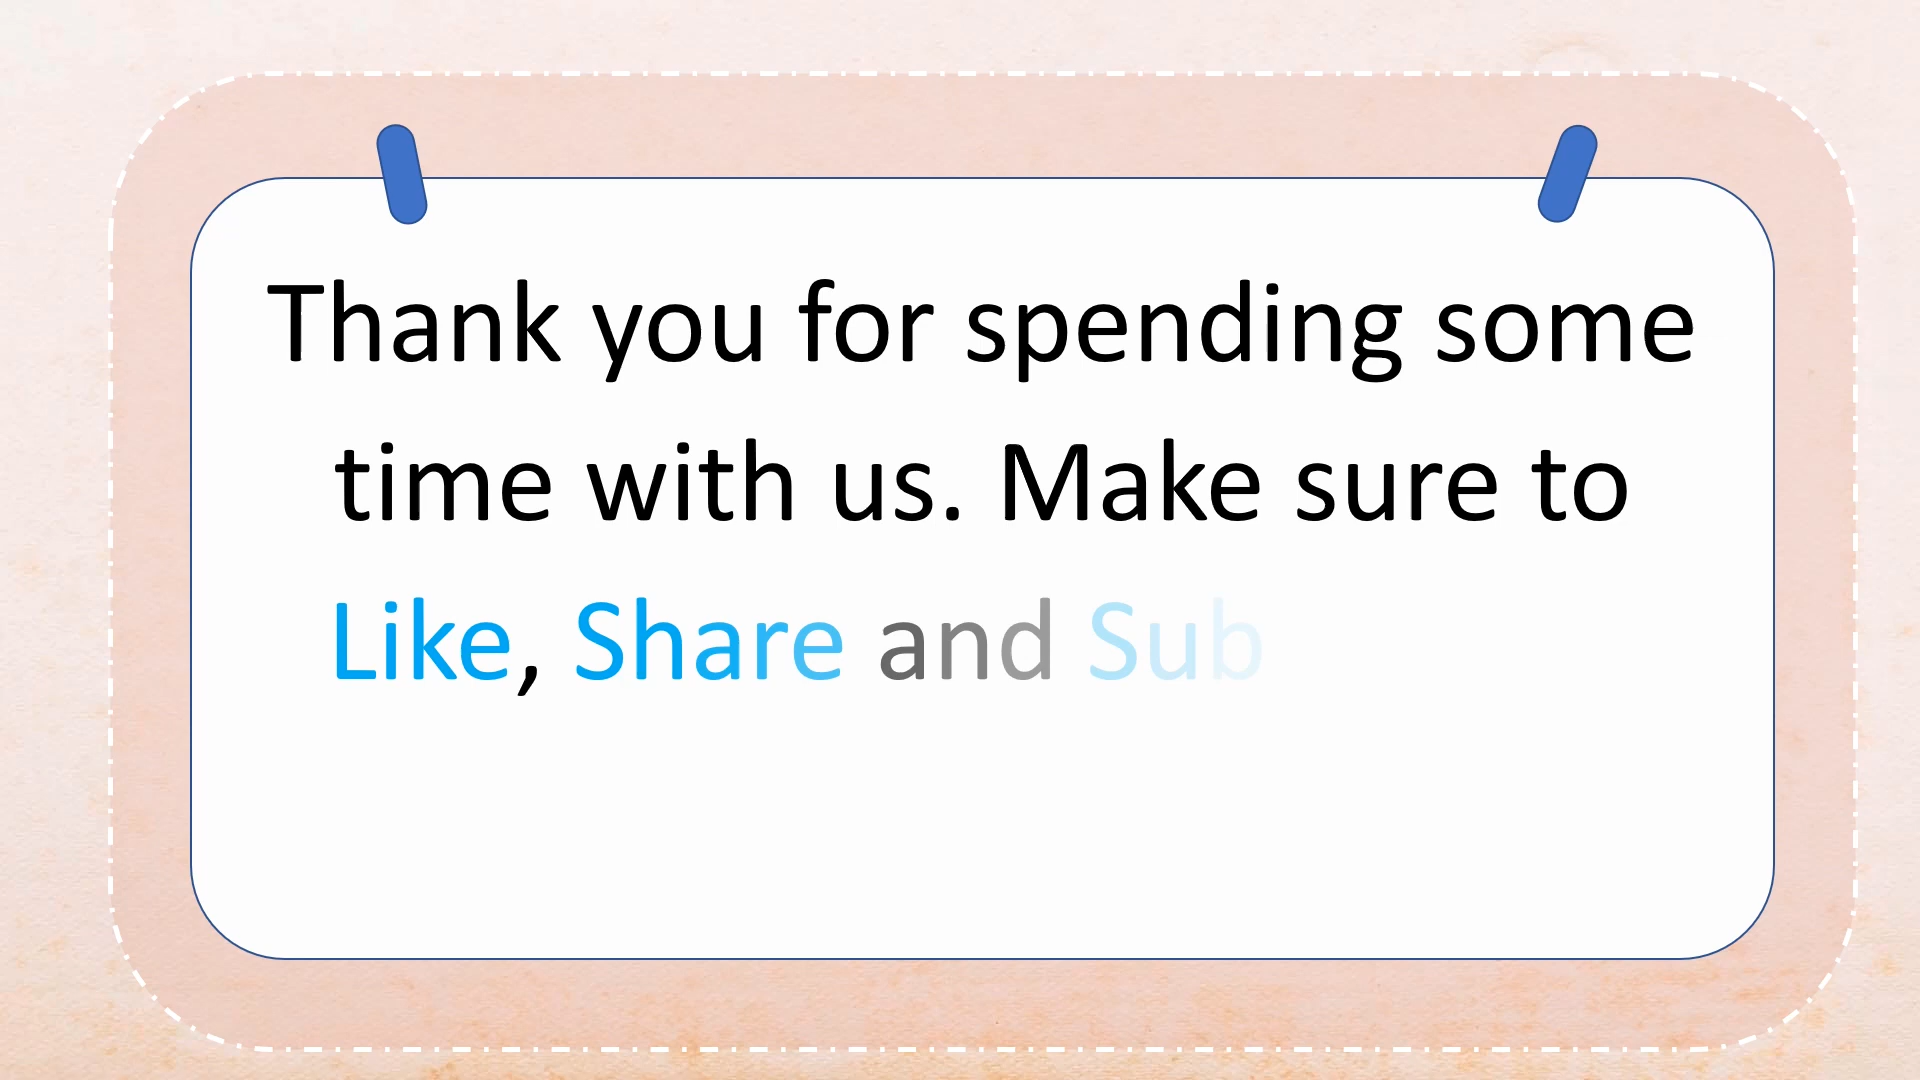 Thank you for spending some
time with us. Make sure to
Like, Share and Sub